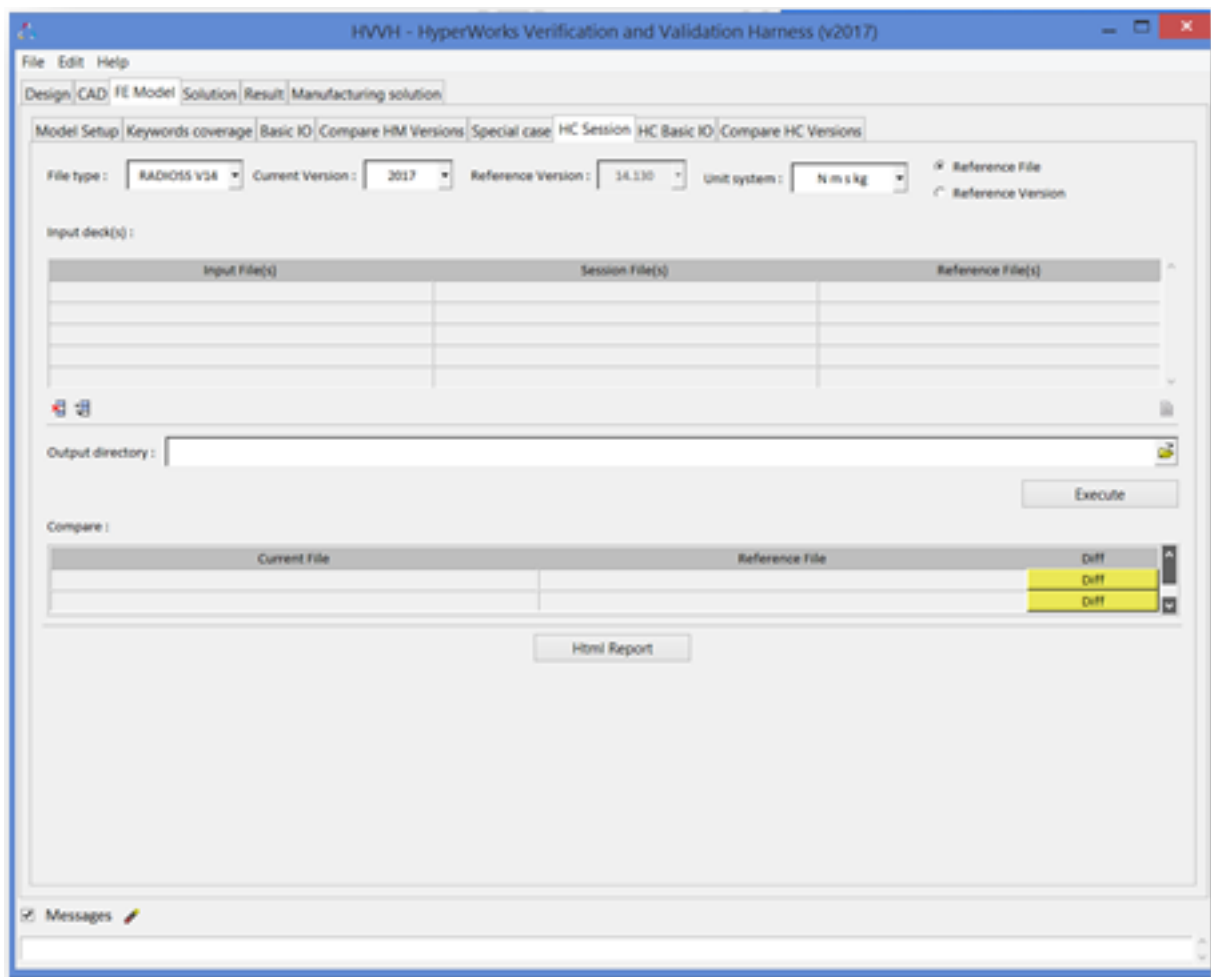 HVVH - HyperWorks Verification and Validation Harness (v2017)
File Edit Help
Design CAD FE Model Solution Result Manufacturing solution
Model Setup Keywords coverage Basic IO Compare HM Versions Special case HC Session HC Basic IO Compare HC Versions
File type : RADIOSS V14 Current Version : 2017 Reference Version : 14.130 Unit system : N m s kg Reference File
Reference Version
Input deck(s) :
Input File(s) Session File(s) Reference File(s)
Output directory :
Execute
Compare :
Current File Reference File Diff
Diff
Diff
Html Report
Messages